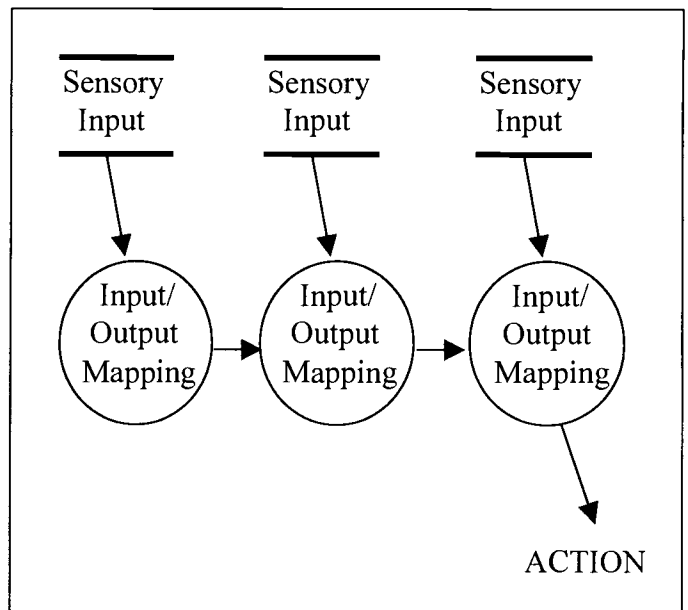 Sensory
Input
Sensory
Input
Sensory
Input
Input/
Output
Mapping
Input/
Output
Mapping
Input/
Output
Mapping
ACTION